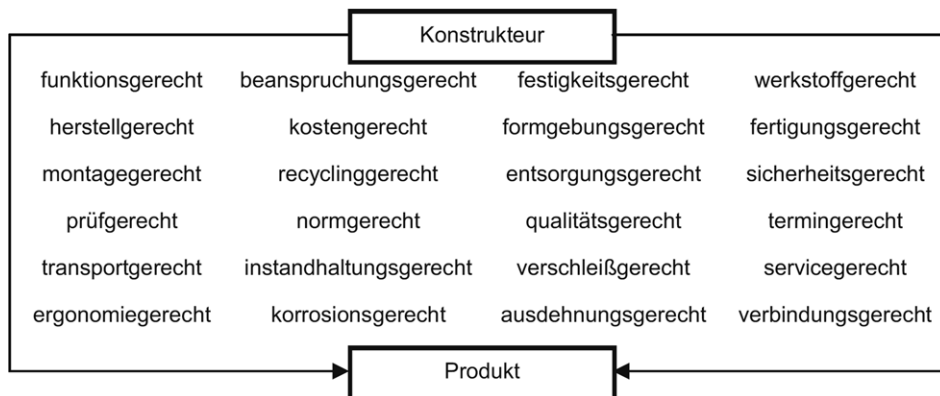 Konstrukteur
funktionsgerecht beanspruchungsgerecht festigkeitsgerecht werkstoffgerecht
herstellgerecht kostengerecht formgebungsgerecht fertigungsgerecht
montagegerecht recyclinggerecht entsorgungsgerecht sicherheitsgerecht
prüfgerecht normgerecht qualitätsgerecht termingerecht
transportgerecht instandhaltungsgerecht verschleißgerecht servicegerecht
ergonomiegerecht korrosionsgerecht ausdehnungsgerecht verbindungsgerecht
Produkt